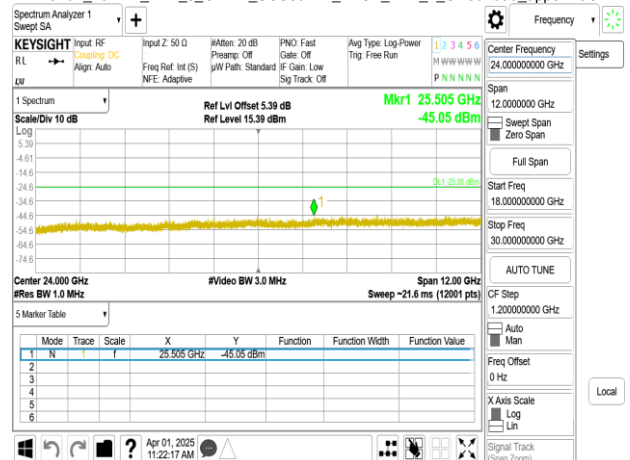 Spectrum Analyzer 1
Swept SA
Frequency
KEYSIGHT
RL
Input: RF
Coupling: DC
Align: Auto
Input Z: 50 Ω
Freq Ref: Int (S)
NFE: Adaptive
#Atten: 20 dB
Preamp: Off
µW Path: Standard
PNO: Fast
Gate: Off
IF Gain: Low
Sig Track: Off
Avg Type: Log-Power
Trig: Free Run
1 2 3 4 5 6
M W W W W W
P N N N N N
Center Frequency
24.000000000 GHz
Settings
Span
12.0000000 GHz
Swept Span
Zero Span
Full Span
Start Freq
18.000000000 GHz
Stop Freq
30.000000000 GHz
AUTO TUNE
CF Step
1.200000000 GHz
Auto
Man
Freq Offset
0 Hz
X Axis Scale
Log
Lin
Signal Track
(Span Zoom)
Local
1 Spectrum
Scale/Div 10 dB
Ref Lvl Offset 5.39 dB
Ref Level 15.39 dBm
Mkr1 25.505 GHz
-45.05 dBm
Log
5.39
-4.61
-14.6
-24.6
-34.6
-44.6
-54.6
-64.6
-74.6
DL1 -25.00 dBm
1
Center 24.000 GHz
#Res BW 1.0 MHz
#Video BW 3.0 MHz
Span 12.00 GHz
Sweep ~21.6 ms (12001 pts)
5 Marker Table
Mode Trace Scale X Y Function Function Width Function Value
1 N 1 f 25.505 GHz -45.05 dBm
2
3
4
5
6
?
Apr 01, 2025
11:22:17 AM